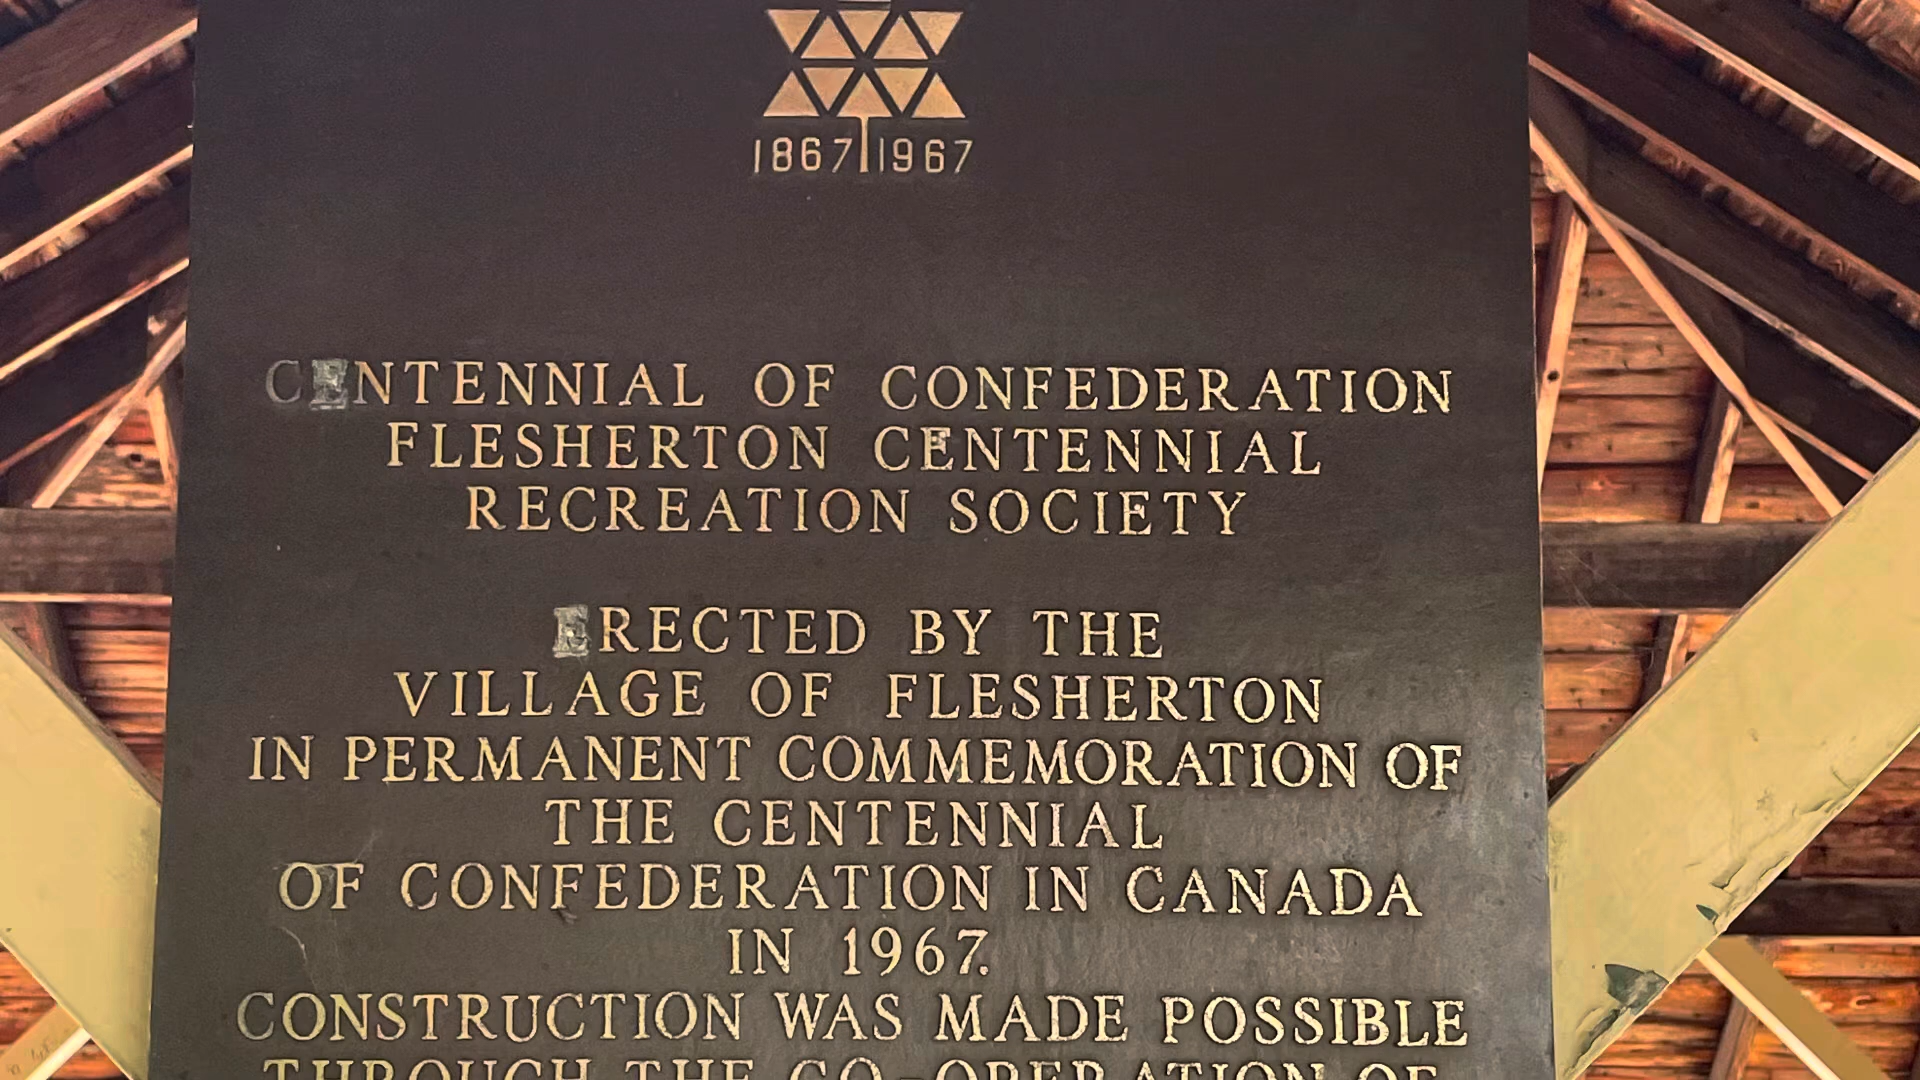 1867 1967
CENTENNIAL OF CONFEDERATION
FLESHERTON CENTENNIAL
RECREATION SOCIETY
ERECTED BY THE
VILLAGE OF FLESHERTON
IN PERMANENT COMMEMORATION OF
THE CENTENNIAL
OF CONFEDERATION IN CANADA
IN 1967.
CONSTRUCTION WAS MADE POSSIBLE
THROUGH THE CO-OPERATION OF